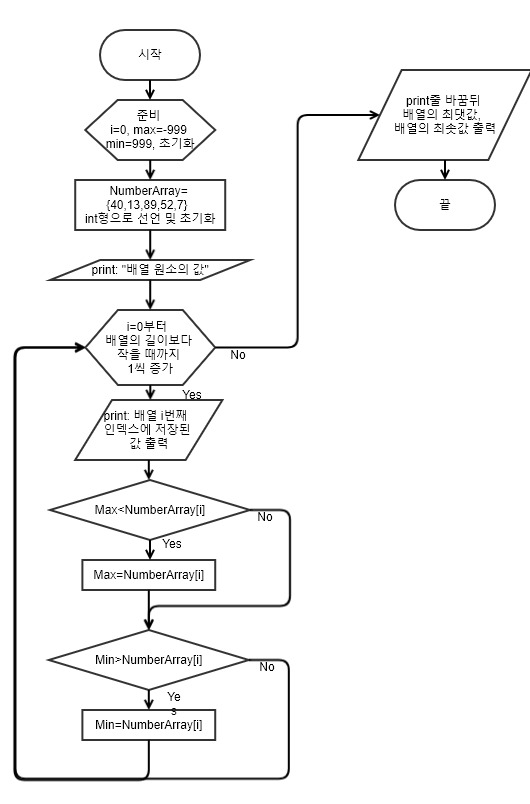 시작
준비
i=0, max=-999
min=999, 초기화
NumberArray=
{40,13,89,52,7}
int형으로 선언 및 초기화
print: "배열 원소의 값"
i=0부터
배열의 길이보다
작을 때까지
1씩 증가
No
Yes
print: 배열 i번째
인덱스에 저장된
값 출력
Max<NumberArray[i]
No
Yes
Max=NumberArray[i]
Min>NumberArray[i]
No
Ye
s
Min=NumberArray[i]
print줄 바꿈뒤
배열의 최댓값,
배열의 최솟값 출력
끝